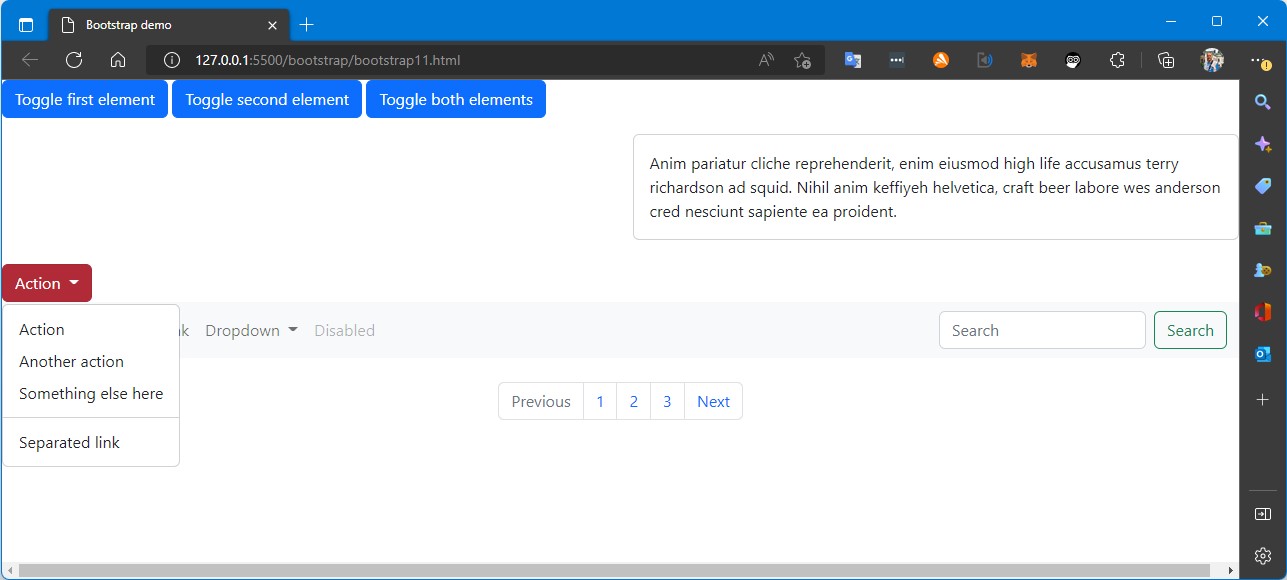 Bootstrap demo
127.0.0.1:5500/bootstrap/bootstrap11.html
Toggle first element Toggle second element Toggle both elements
Anim pariatur cliche reprehenderit, enim eiusmod high life accusamus terry
richardson ad squid. Nihil anim keffiyeh helvetica, craft beer labore wes anderson
cred nesciunt sapiente ea proident.
Action
Action
Another action
Something else here
Separated link
Dropdown Disabled Search Search
Previous 1 2 3 Next